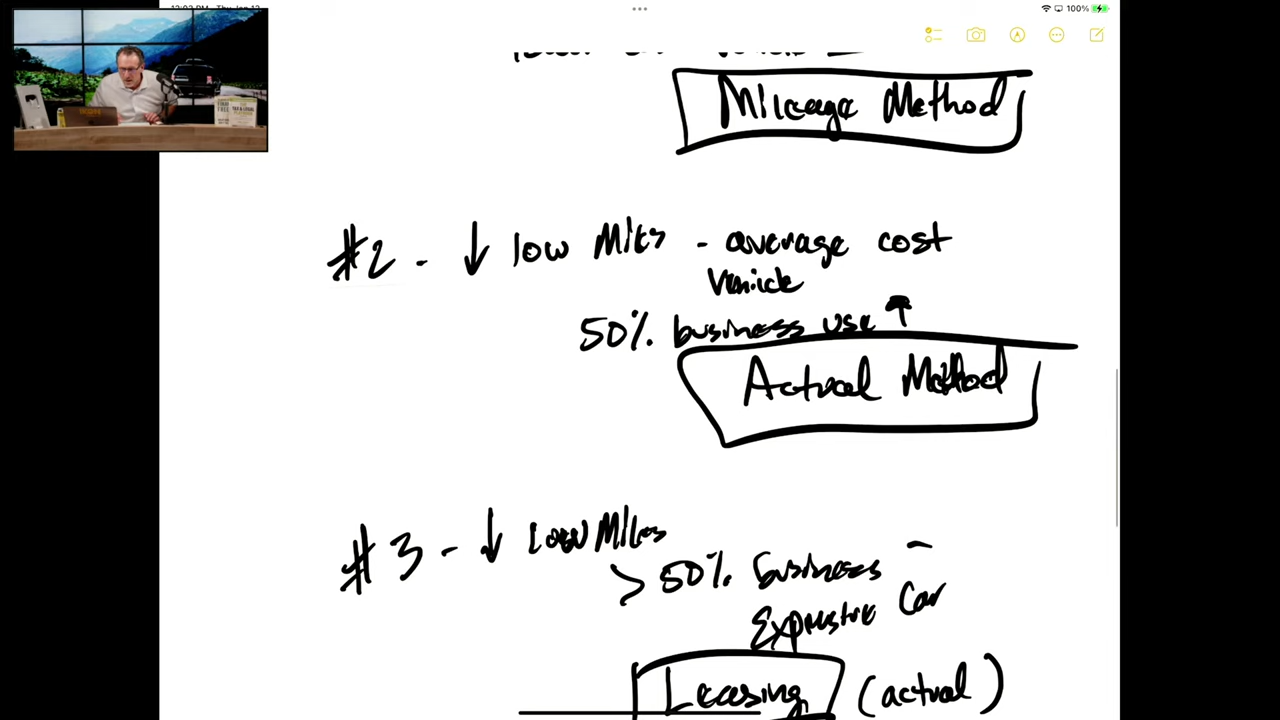 100%
Mileage Method
#2 - ↓ low Miles - average cost
vehicle
50% business use ↑
Actual Method
#3 - ↓ low Miles
> 50% business -
Expensive Car
Leasing (actual)